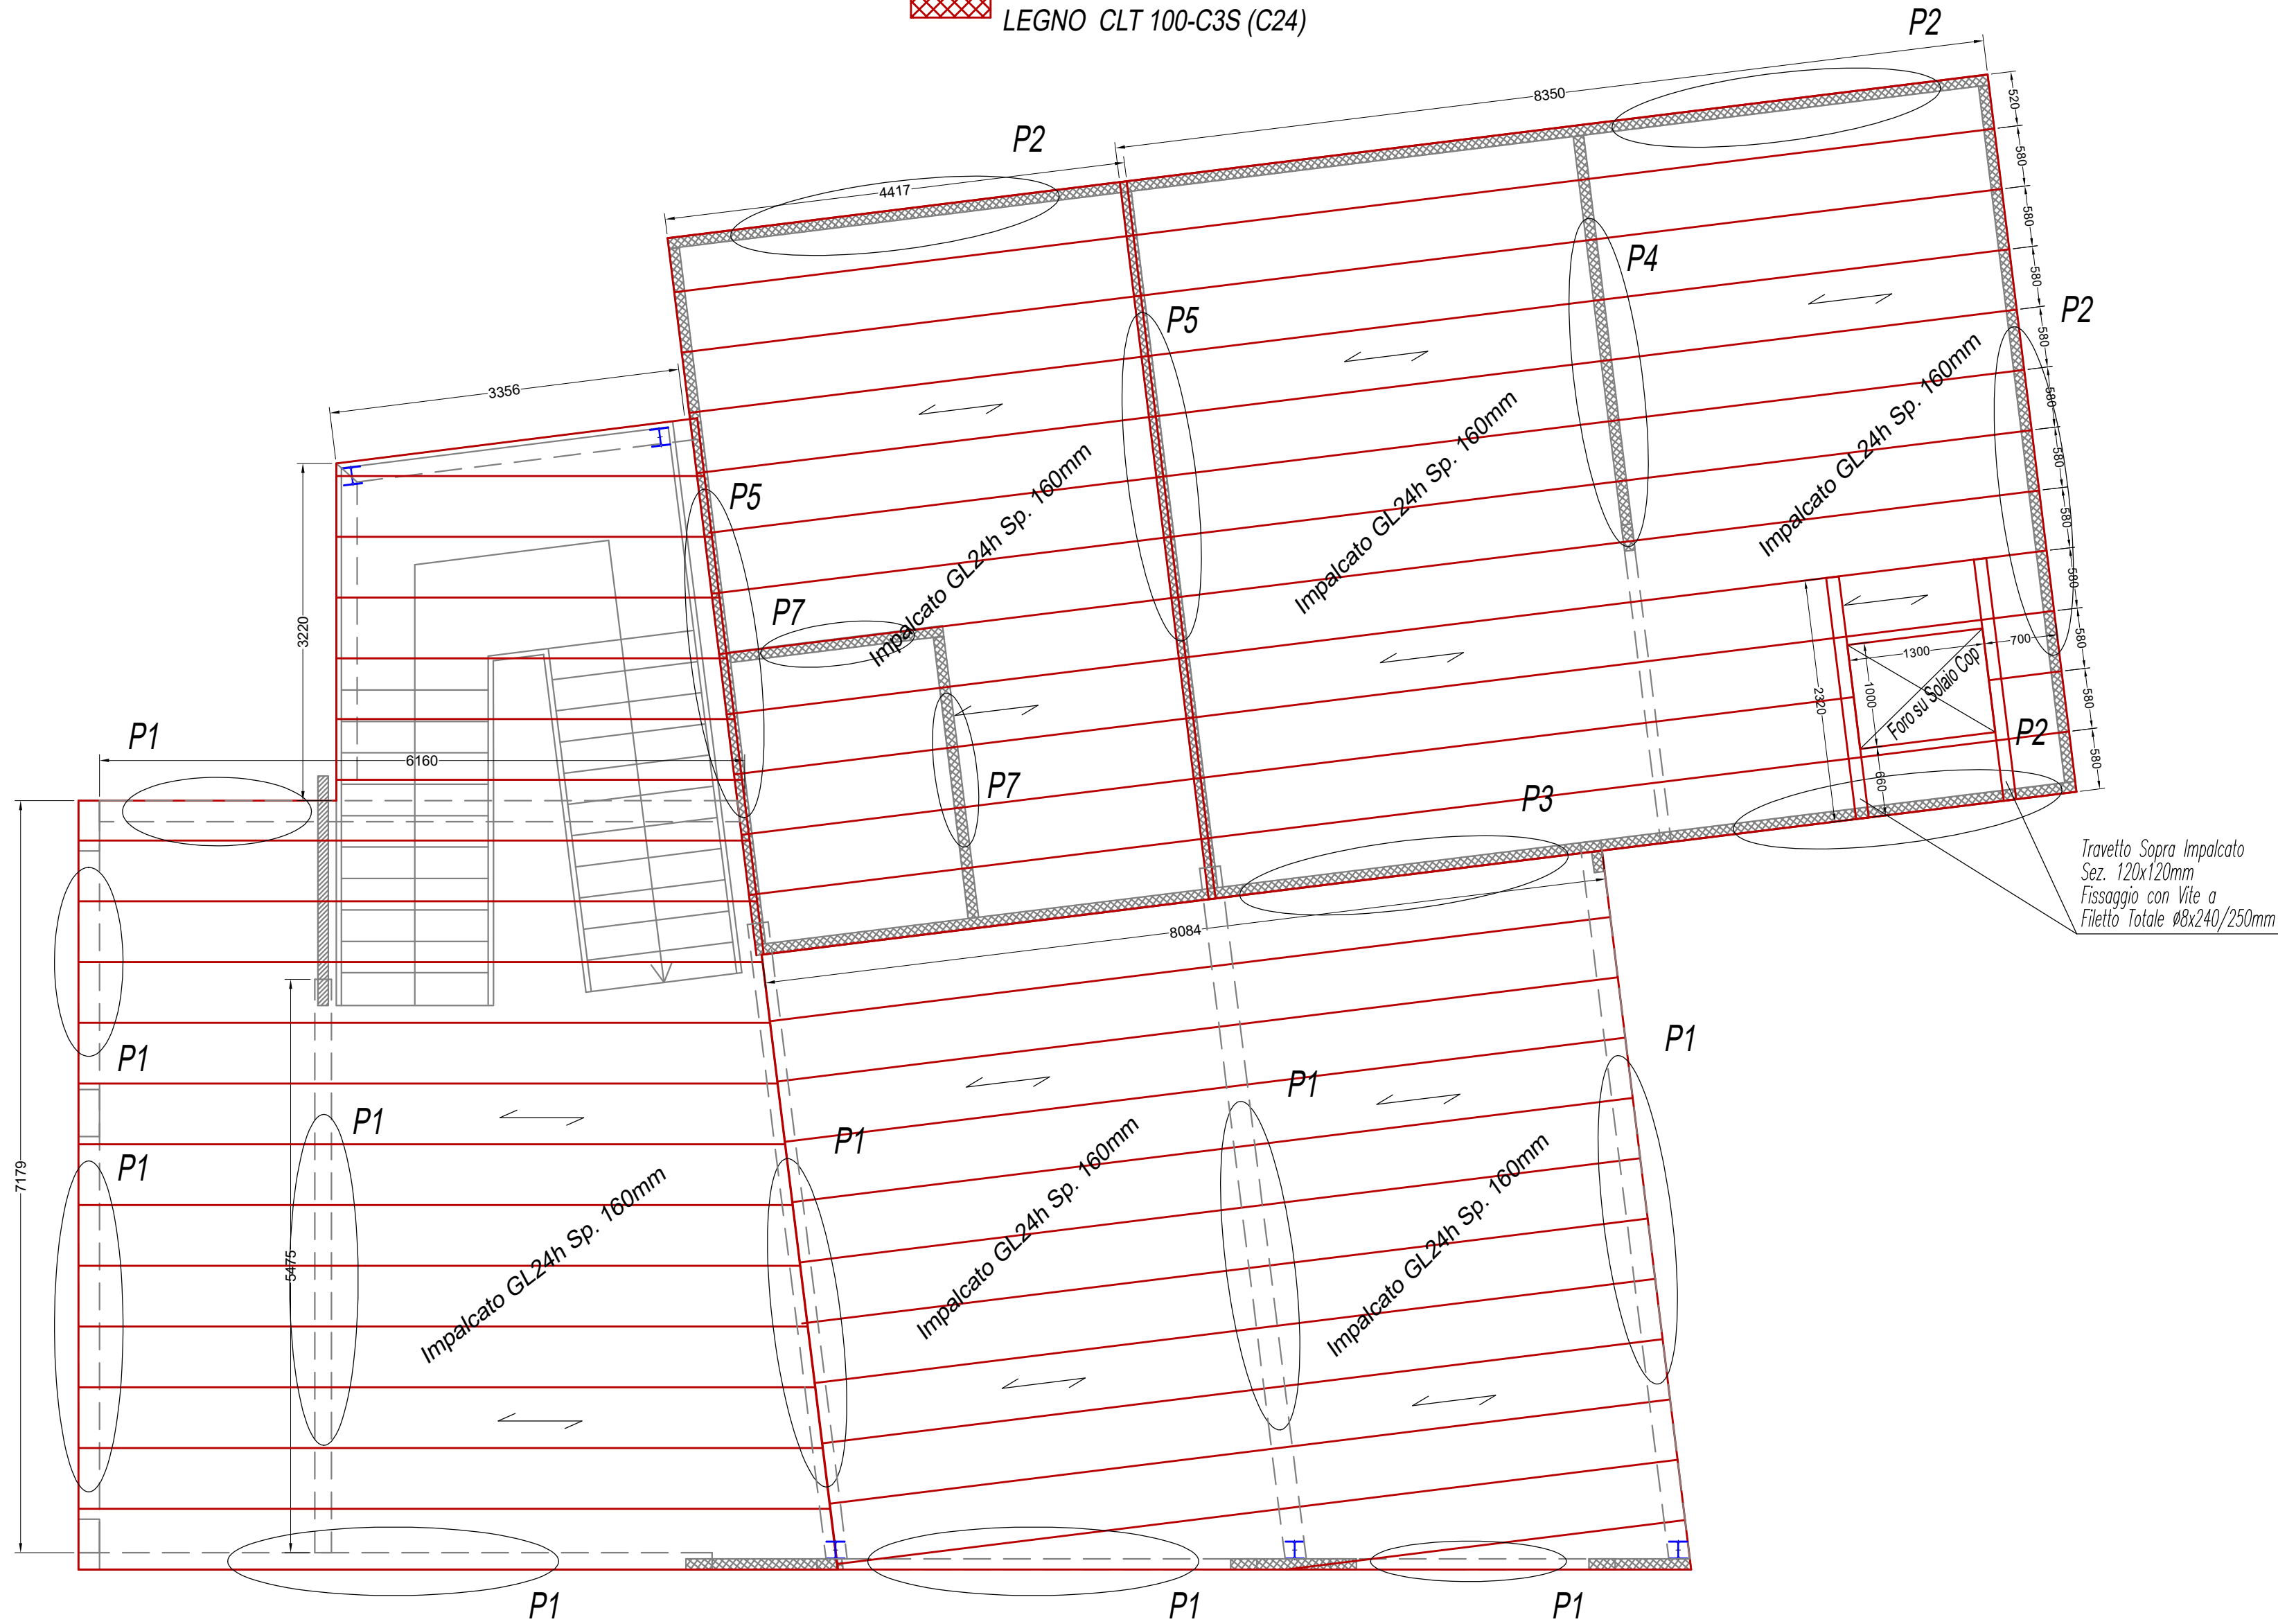 LEGNO CLT 100-C3S (C24)
P2
8350
520
P2
580
4417
580
580
P4
P2
P5
580
580
3356
580
Impalcato GL24h Sp. 160mm
Impalcato GL24h Sp. 160mm
Impalcato GL24h Sp. 160mm
580
P5
580
3220
P7
580
1300
700
580
1000
2320
Foro su Solaio Cop
P2
580
P1
6160
P7
660
P3
Travetto Sopra Impalcato
Sez. 120x120mm
Fissaggio con Vite a
Filetto Totale Ø8x240/250mm
8084
P1
P1
P1
P1
P1
P1
7179
5475
Impalcato GL24h Sp. 160mm
Impalcato GL24h Sp. 160mm
Impalcato GL24h Sp. 160mm
P1
P1
P1
580